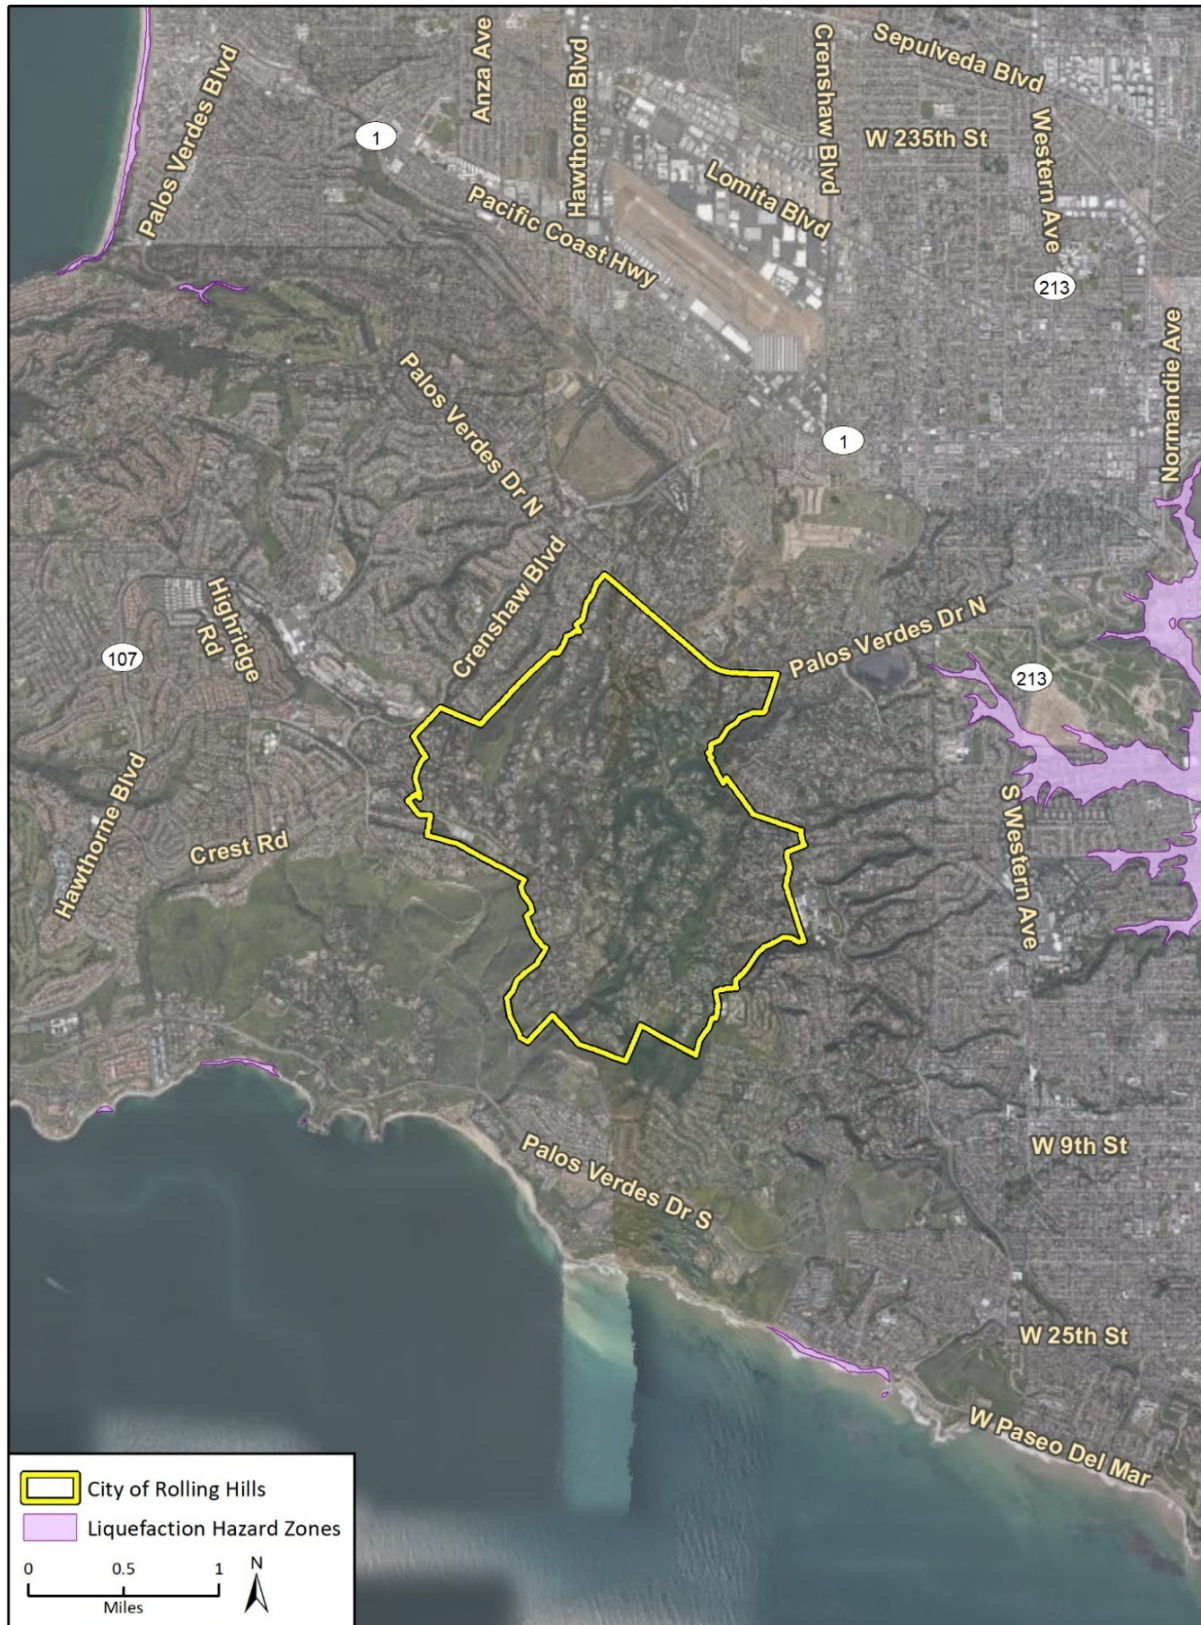 Sepulveda Blvd
Palos Verdes Blvd
Anza Ave
Hawthorne Blvd
Crenshaw Blvd
1
W 235th St
Western Ave
Lomita Blvd
Pacific Coast Hwy
213
Normandie Ave
Palos Verdes Dr N
1
Crenshaw Blvd
Highridge
Rd
107
Palos Verdes Dr N
213
Hawthorne Blvd
Crest Rd
S Western Ave
W 9th St
Palos Verdes Dr S
W 25th St
W Paseo Del Mar
City of Rolling Hills
Liquefaction Hazard Zones
0 0.5 1
Miles
N